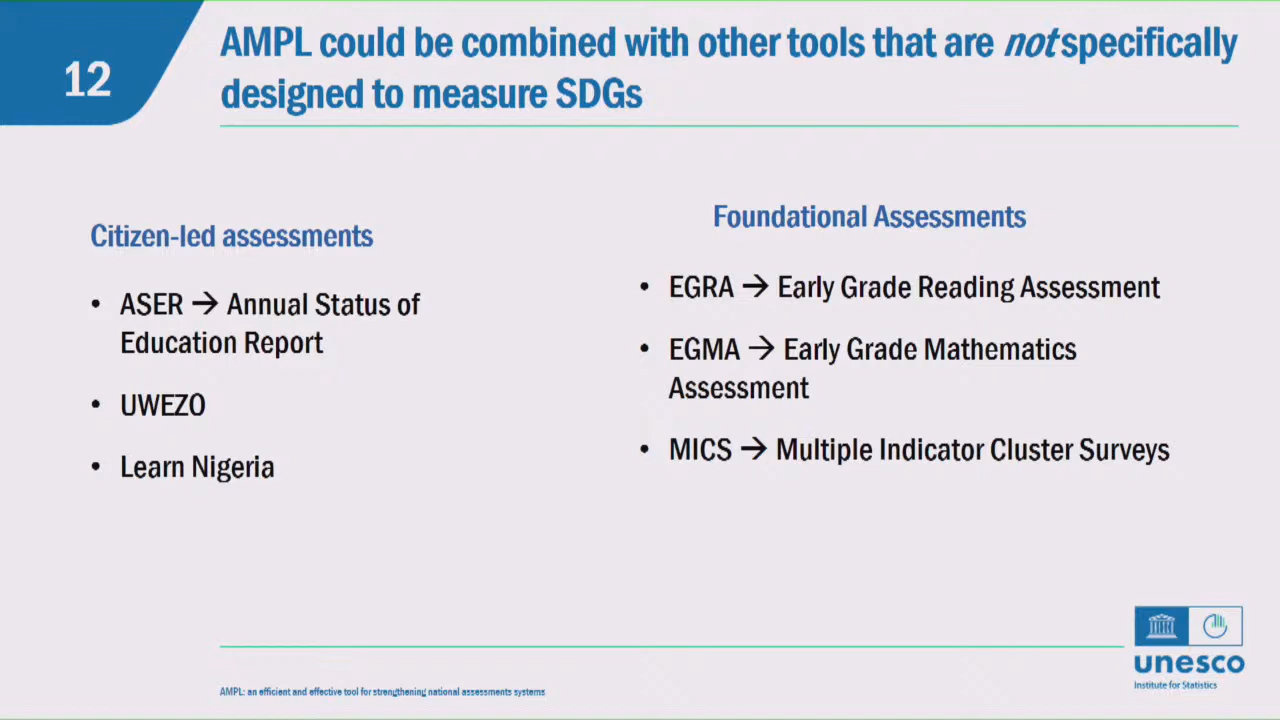 12
AMPL could be combined with other tools that are not specifically
designed to measure SDGs
Citizen-led assessments
• ASER → Annual Status of
Education Report
• UWEZO
• Learn Nigeria
Foundational Assessments
• EGRA → Early Grade Reading Assessment
• EGMA → Early Grade Mathematics
Assessment
• MICS → Multiple Indicator Cluster Surveys
AMPL: an efficient and effective tool for strengthening national assessments systems
unesco
Institute for Statistics